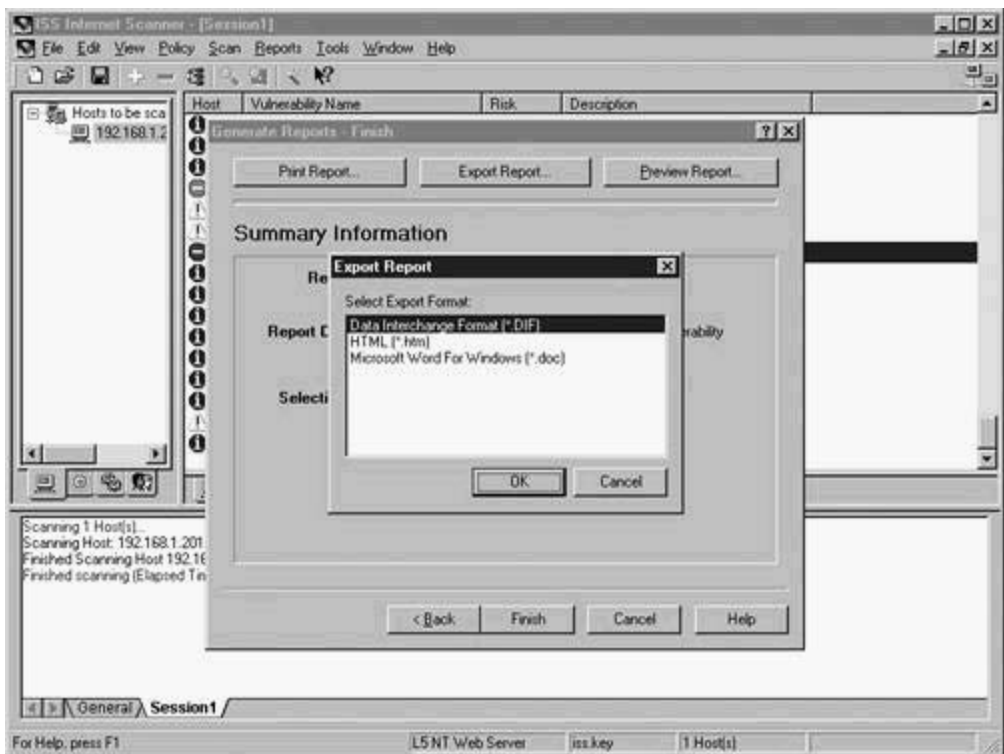 ISS Internet Scanner - [Session1]
File Edit View Policy Scan Reports Tools Window Help
Hosts to be sca
192.168.1.2
Host Vulnerability Name Risk Description
Generate Reports - Finish
Print Report... Export Report... Preview Report...
Summary Information
Re
Export Report
Select Export Format:
Data Interchange Format (*.DIF)
HTML (*.htm)
Microsoft Word For Windows (*.doc)
Report D
erability
Selecti
OK Cancel
Scanning 1 Host(s)...
Scanning Host: 192.168.1.201
Finished Scanning Host 192.16
Finished scanning (Elapsed Tim
< Back Finish Cancel Help
General Session1
For Help, press F1 L5 NT Web Server iss.key 1 Host(s)